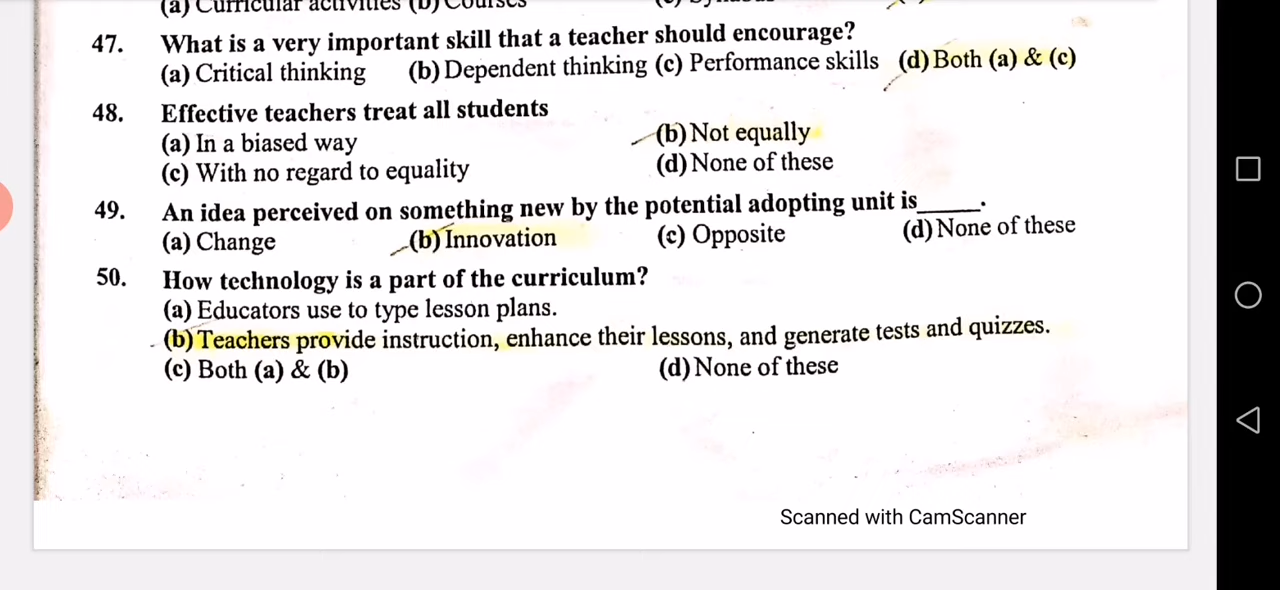 (a) Curricular activities (b) Courses
47. What is a very important skill that a teacher should encourage?
(a) Critical thinking (b) Dependent thinking (c) Performance skills (d) Both (a) & (c)
48. Effective teachers treat all students
(a) In a biased way (b) Not equally
(c) With no regard to equality (d) None of these
49. An idea perceived on something new by the potential adopting unit is_____.
(a) Change (b) Innovation (c) Opposite (d) None of these
50. How technology is a part of the curriculum?
(a) Educators use to type lesson plans.
(b) Teachers provide instruction, enhance their lessons, and generate tests and quizzes.
(c) Both (a) & (b) (d) None of these
Scanned with CamScanner